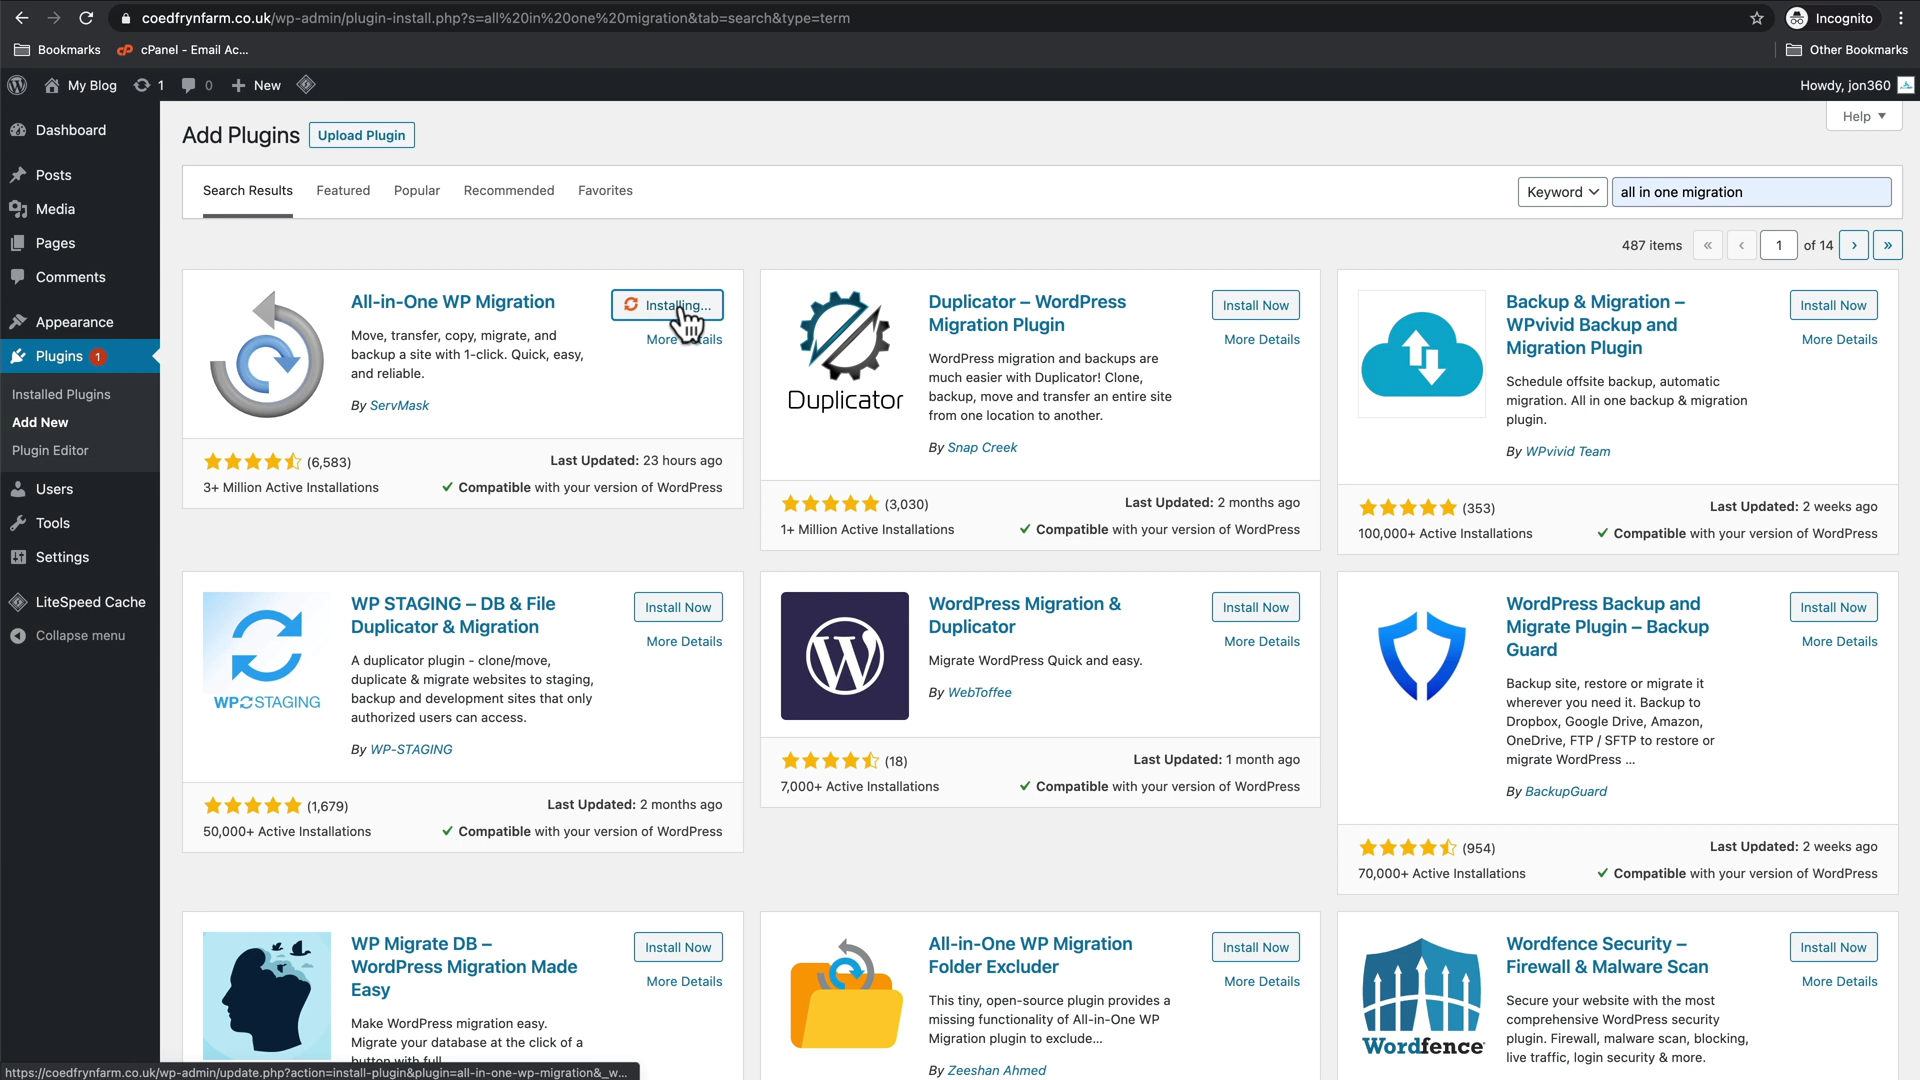 coedfrynfarm.co.uk/wp-admin/plugin-install.php?s=all%20in%20one%20migration&tab=search&type=term
Incognito
Bookmarks
cPanel - Email Ac...
Other Bookmarks
My Blog
1
0
New
Howdy, jon360
Dashboard
Posts
Media
Pages
Comments
Appearance
Plugins 1
Installed Plugins
Add New
Plugin Editor
Users
Tools
Settings
LiteSpeed Cache
Collapse menu
Help
Add Plugins
Upload Plugin
Search Results
Featured
Popular
Recommended
Favorites
Keyword
all in one migration
487 items « ‹ 1 of 14 › »
All-in-One WP Migration
Installing...
More
Move, transfer, copy, migrate, and
backup a site with 1-click. Quick, easy,
and reliable.
By ServMask
(6,583)
Last Updated: 23 hours ago
3+ Million Active Installations
Compatible with your version of WordPress
Duplicator
Duplicator – WordPress
Migration Plugin
Install Now
More Details
WordPress migration and backups are
much easier with Duplicator! Clone,
backup, move and transfer an entire site
from one location to another.
By Snap Creek
(3,030)
Last Updated: 2 months ago
1+ Million Active Installations
Compatible with your version of WordPress
Backup & Migration –
WPvivid Backup and
Migration Plugin
Install Now
More Details
Schedule offsite backup, automatic
migration. All in one backup & migration
plugin.
By WPvivid Team
(353)
Last Updated: 2 weeks ago
100,000+ Active Installations
Compatible with your version of WordPress
WP STAGING
WP STAGING – DB & File
Duplicator & Migration
Install Now
More Details
A duplicator plugin - clone/move,
duplicate & migrate websites to staging,
backup and development sites that only
authorized users can access.
By WP-STAGING
(1,679)
Last Updated: 2 months ago
50,000+ Active Installations
Compatible with your version of WordPress
WordPress Migration &
Duplicator
Install Now
More Details
Migrate WordPress Quick and easy.
By WebToffee
(18)
Last Updated: 1 month ago
7,000+ Active Installations
Compatible with your version of WordPress
WordPress Backup and
Migrate Plugin – Backup
Guard
Install Now
More Details
Backup site, restore or migrate it
wherever you need it. Backup to
Dropbox, Google Drive, Amazon,
OneDrive, FTP / SFTP to restore or
migrate WordPress ...
By BackupGuard
(954)
Last Updated: 2 weeks ago
70,000+ Active Installations
Compatible with your version of WordPress
WP Migrate DB –
WordPress Migration Made
Easy
Install Now
More Details
Make WordPress migration easy.
Migrate your database at the click of a
button with full
All-in-One WP Migration
Folder Excluder
Install Now
More Details
This tiny, open-source plugin provides a
missing functionality of All-in-One WP
Migration plugin to exclude...
By Zeeshan Ahmed
Wordfence
Wordfence Security –
Firewall & Malware Scan
Install Now
More Details
Secure your website with the most
comprehensive WordPress security
plugin. Firewall, malware scan, blocking,
live traffic, login security & more.
https://coedfrynfarm.co.uk/wp-admin/update.php?action=install-plugin&plugin=all-in-one-wp-migration&_w...